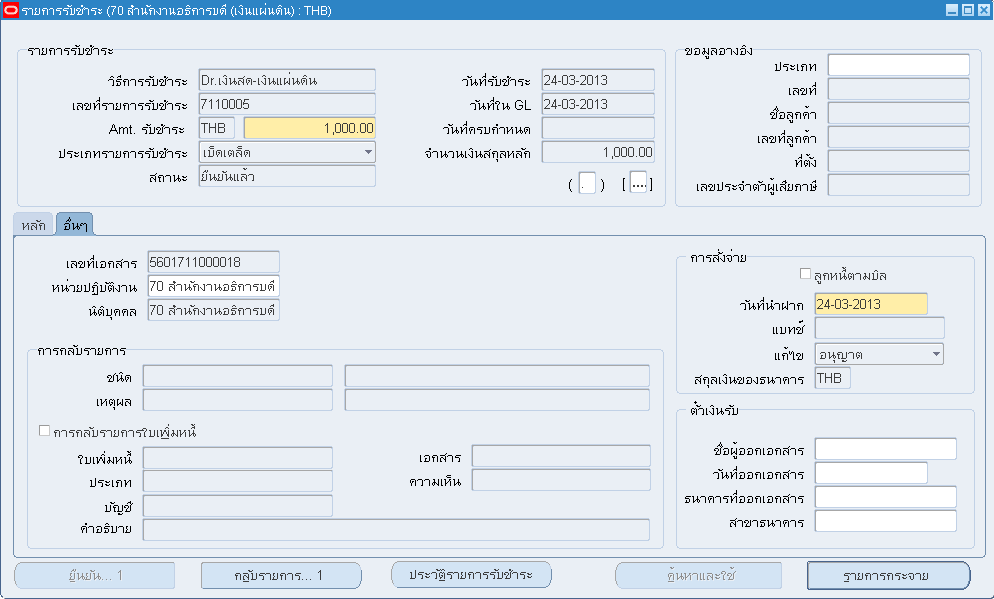 รายการรับชำระ (70 สำนักงานอธิการบดี (เงินแผ่นดิน) : THB)
รายการรับชำระ
วิธีการรับชำระ Dr.เงินสด-เงินแผ่นดิน วันที่รับชำระ 24-03-2013
เลขที่รายการรับชำระ 7110005 วันที่ใน GL 24-03-2013
Amt. รับชำระ THB 1,000.00 วันที่ครบกำหนด
ประเภทรายการรับชำระ เบ็ดเตล็ด จำนวนเงินสกุลหลัก 1,000.00
สถานะ ยืนยันแล้ว
( . ) [ .... ]
ข้อมูลอ้างอิง
ประเภท
เลขที่
ชื่อลูกค้า
เลขที่ลูกค้า
ที่ตั้ง
เลขประจำตัวผู้เสียภาษี
หลัก อื่นๆ
เลขที่เอกสาร 5601711000018
หน่วยปฏิบัติงาน 70 สำนักงานอธิการบดี
นิติบุคคล 70 สำนักงานอธิการบดี
การกลับรายการ
ชนิด
เหตุผล
การกลับรายการใบเพิ่มหนี้
ใบเพิ่มหนี้ เอกสาร
ประเภท ความเห็น
บัญชี
คำอธิบาย
การสั่งจ่าย
ลูกหนี้ตามบิล
วันที่นำฝาก 24-03-2013
แบทช์
แก้ไข อนุญาต
สกุลเงินของธนาคาร THB
ตั๋วเงินรับ
ชื่อผู้ออกเอกสาร
วันที่ออกเอกสาร
ธนาคารที่ออกเอกสาร
สาขาธนาคาร
ยืนยัน... 1 กลับรายการ... 1 ประวัติรายการรับชำระ ค้นหาและใช้ รายการกระจาย